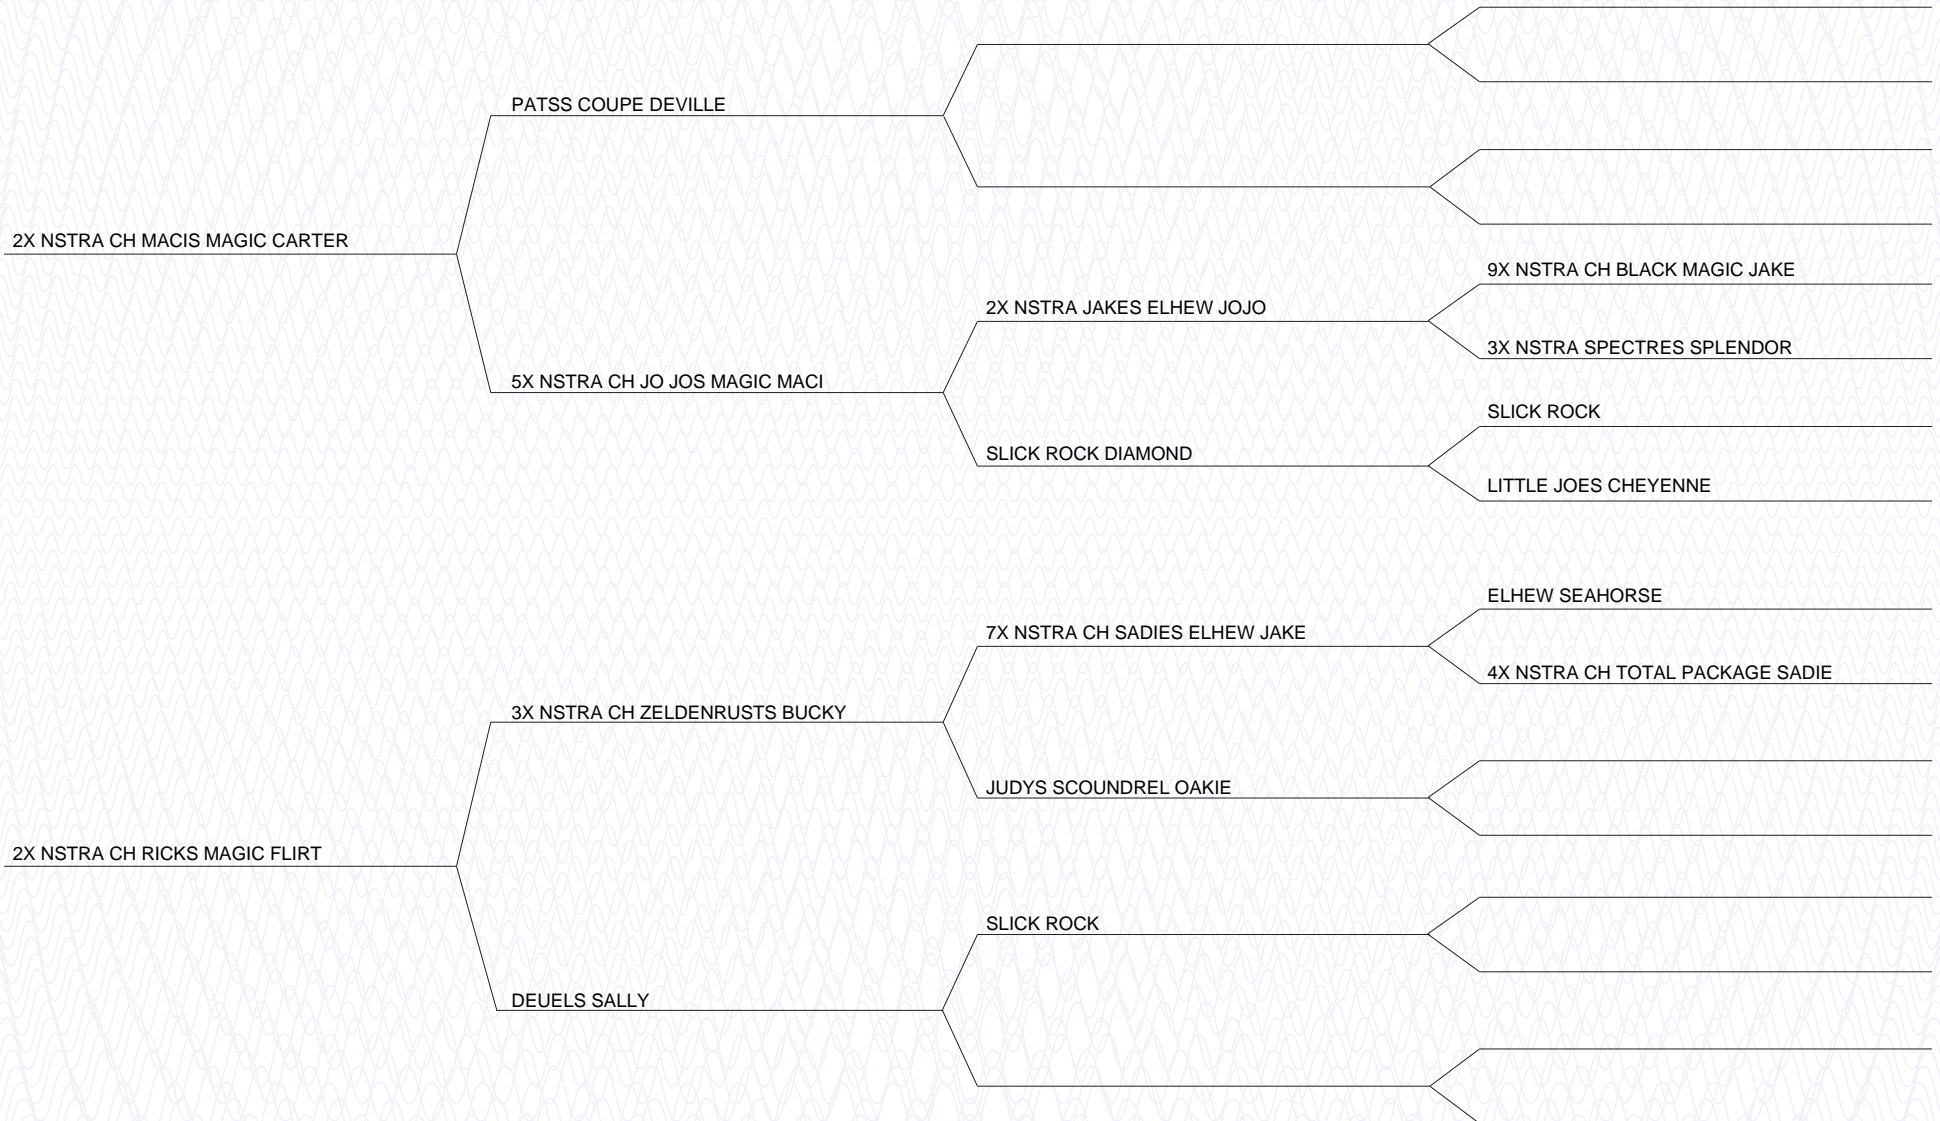 PATSS COUPE DEVILLE
2X NSTRA CH MACIS MAGIC CARTER
9X NSTRA CH BLACK MAGIC JAKE
2X NSTRA JAKES ELHEW JOJO
3X NSTRA SPECTRES SPLENDOR
5X NSTRA CH JO JOS MAGIC MACI
SLICK ROCK
SLICK ROCK DIAMOND
LITTLE JOES CHEYENNE
ELHEW SEAHORSE
7X NSTRA CH SADIES ELHEW JAKE
4X NSTRA CH TOTAL PACKAGE SADIE
3X NSTRA CH ZELDENRUSTS BUCKY
JUDYS SCOUNDREL OAKIE
2X NSTRA CH RICKS MAGIC FLIRT
SLICK ROCK
DEUELS SALLY